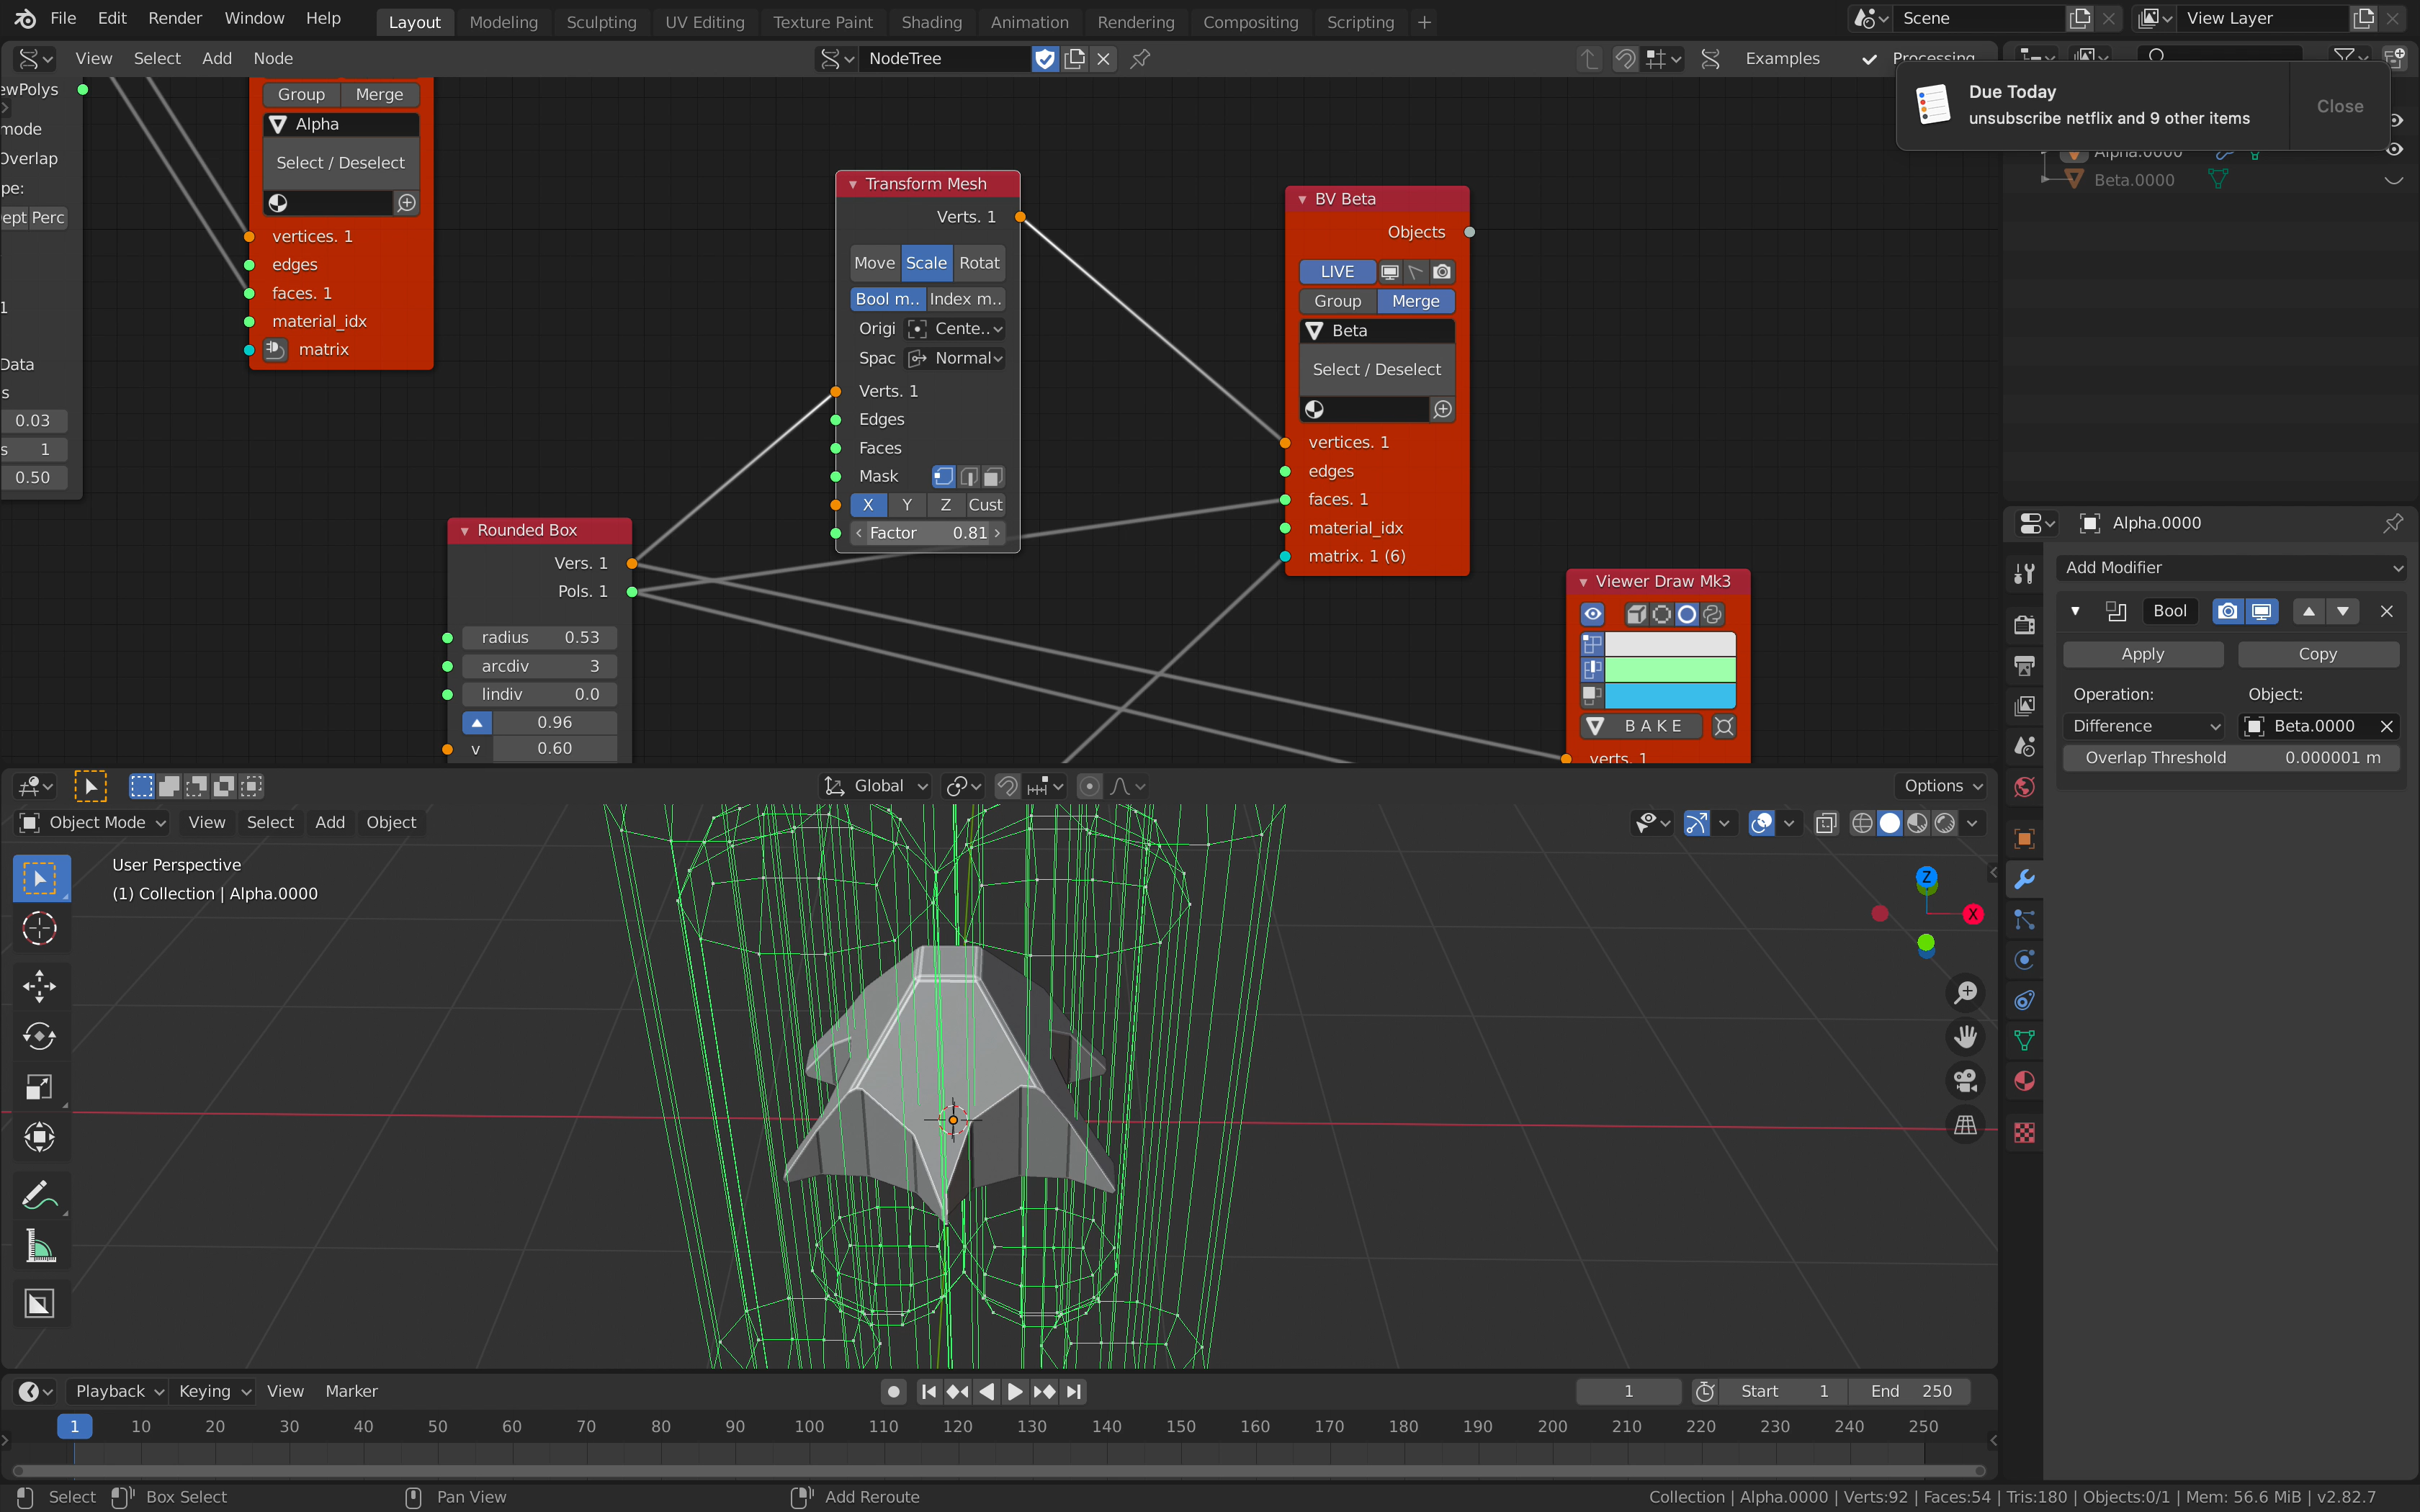 File Edit Render Window Help Layout Modeling Sculpting UV Editing Texture Paint Shading Animation Rendering Compositing Scripting + Scene View Layer
View Select Add Node NodeTree Examples Processing
Due Today
unsubscribe netflix and 9 other items
Close
Alpha.0000
Beta.0000
ewPolys
mode
Overlap
pe:
ept Perc
1
Data
s
0.03
s 1
0.50
Group Merge
Alpha
Select / Deselect
vertices. 1
edges
faces. 1
material_idx
matrix
Transform Mesh
Verts. 1
Move Scale Rotat
Bool m.. Index m..
Origi Cente..
Spac Normal
Verts. 1
Edges
Faces
Mask
X Y Z Cust
Factor 0.81
Rounded Box
Vers. 1
Pols. 1
radius 0.53
arcdiv 3
lindiv 0.0
0.96
v 0.60
BV Beta
Objects
LIVE
Group Merge
Beta
Select / Deselect
vertices. 1
edges
faces. 1
material_idx
matrix. 1 (6)
Viewer Draw Mk3
B A K E
verts. 1
Alpha.0000
Add Modifier
Bool
Apply Copy
Operation: Object:
Difference Beta.0000
Overlap Threshold 0.000001 m
Global Options
Object Mode View Select Add Object
User Perspective
(1) Collection | Alpha.0000
Z
X
Playback Keying View Marker 1 Start 1 End 250
1 10 20 30 40 50 60 70 80 90 100 110 120 130 140 150 160 170 180 190 200 210 220 230 240 250
Select Box Select Pan View Add Reroute Collection | Alpha.0000 | Verts:92 | Faces:54 | Tris:180 | Objects:0/1 | Mem: 56.6 MiB | v2.82.7